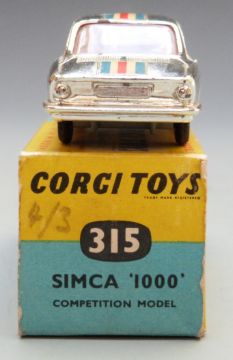 CORGI TOYS
TRADE MARK REGISTERED
4/3
315
SIMCA '1000'
COMPETITION MODEL